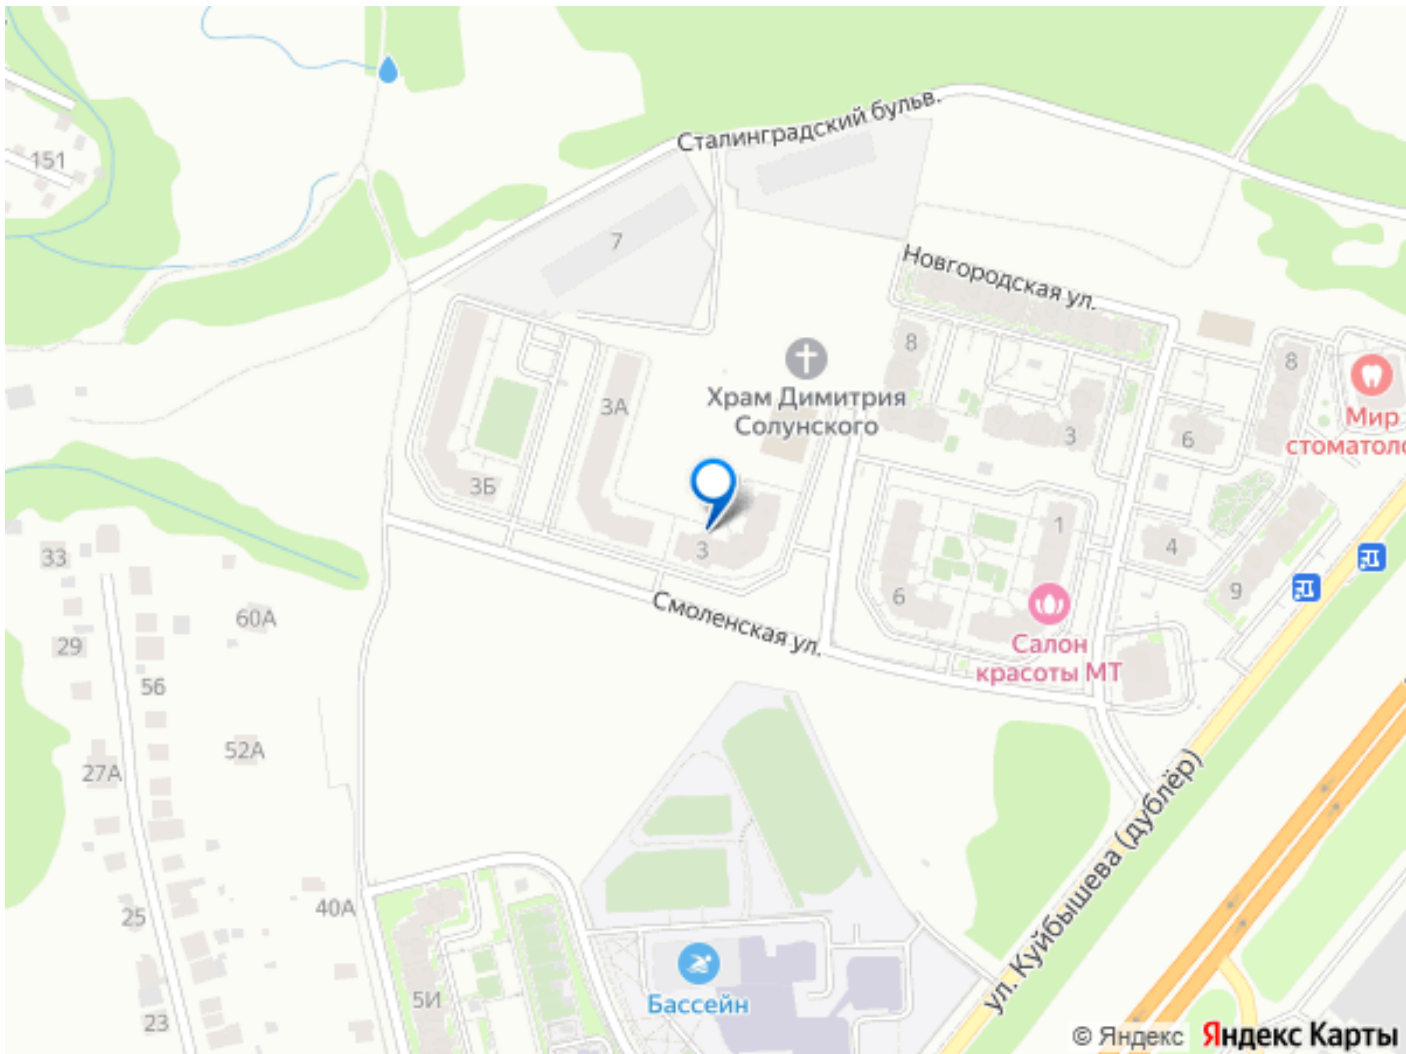 Сталинградский бульв.
151
7
Новгородская ул.
8
8
Храм Димитрия
Солунского
3А
3
6
Мир
стоматоло
3Б
3
1
4
9
6
33
60А
29
Смоленская ул.
Салон
красоты МТ
56
52А
27А
ул. Куйбышева (дублёр)
40А
25
5И
Бассейн
23
© Яндекс Яндекс Карты